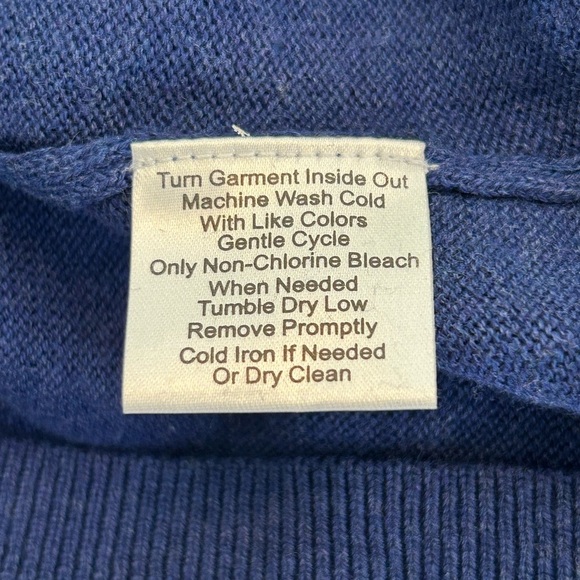 Turn Garment Inside Out
Machine Wash Cold
With Like Colors
Gentle Cycle
Only Non-Chlorine Bleach
When Needed
Tumble Dry Low
Remove Promptly
Cold Iron If Needed
Or Dry Clean